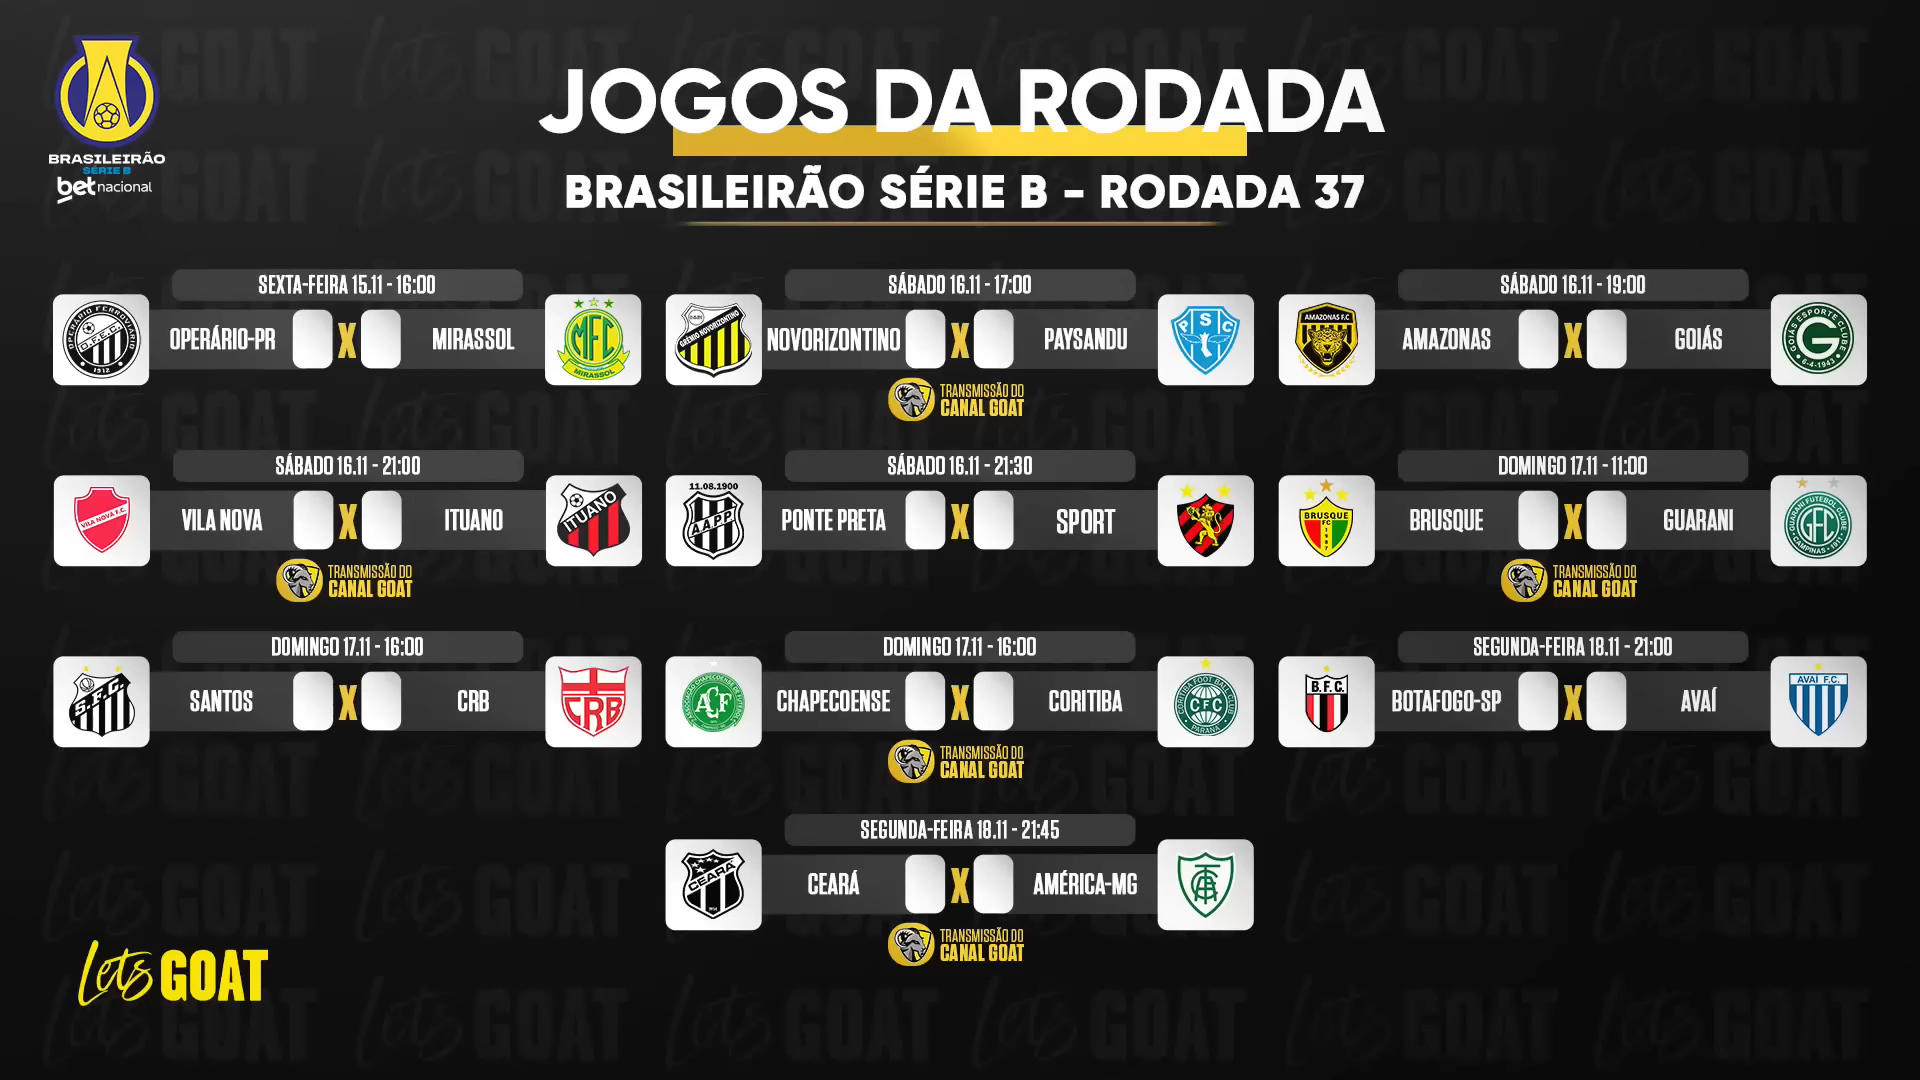 JOGOS DA RODADA
BRASILEIRÃO SÉRIE B - RODADA 37
BRASILEIRÃO
SÉRIE B
betnacional
SEXTA-FEIRA 15.11 - 16:00
OPERÁRIO-PR X MIRASSOL
SÁBADO 16.11 - 17:00
NOVORIZONTINO X PAYSANDU
TRANSMISSÃO DO
CANAL GOAT
SÁBADO 16.11 - 19:00
AMAZONAS X GOIÁS
SÁBADO 16.11 - 21:00
VILA NOVA X ITUANO
TRANSMISSÃO DO
CANAL GOAT
SÁBADO 16.11 - 21:30
11.08.1900
PONTE PRETA X SPORT
DOMINGO 17.11 - 11:00
BRUSQUE X GUARANI
TRANSMISSÃO DO
CANAL GOAT
DOMINGO 17.11 - 16:00
SANTOS X CRB
DOMINGO 17.11 - 16:00
CHAPECOENSE X CORITIBA
TRANSMISSÃO DO
CANAL GOAT
SEGUNDA-FEIRA 18.11 - 21:00
BOTAFOGO-SP X AVAÍ
SEGUNDA-FEIRA 18.11 - 21:45
CEARÁ X AMÉRICA-MG
TRANSMISSÃO DO
CANAL GOAT
Lets GOAT